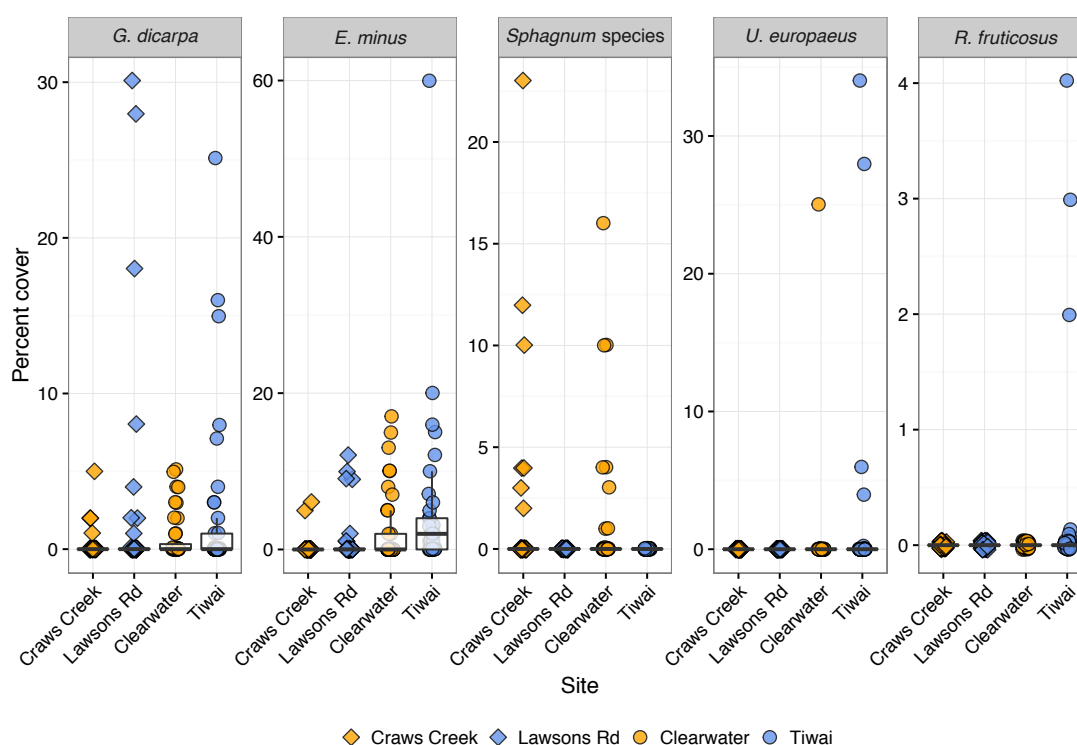 G. dicarpa
E. minus
Sphagnum species
U. europaeus
R. fruticosus
Percent cover
30
20
10
0
60
40
20
0
20
15
10
5
0
30
20
10
0
4
3
2
1
0
Craws Creek
Lawsons Rd
Clearwater
Tiwai
Craws Creek
Lawsons Rd
Clearwater
Tiwai
Craws Creek
Lawsons Rd
Clearwater
Tiwai
Craws Creek
Lawsons Rd
Clearwater
Tiwai
Craws Creek
Lawsons Rd
Clearwater
Tiwai
Site
Craws Creek Lawsons Rd Clearwater Tiwai